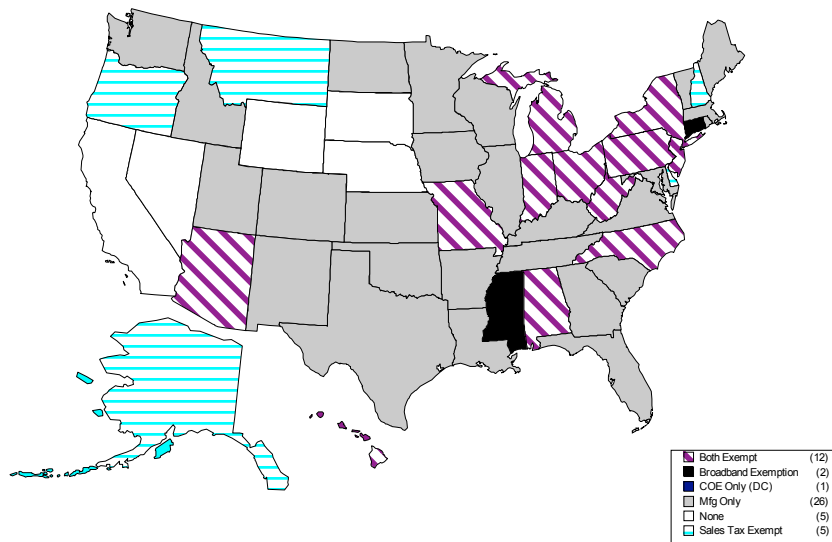 Both Exempt (12)
Broadband Exemption (2)
COE Only (DC) (1)
Mfg Only (26)
None (5)
Sales Tax Exempt (5)